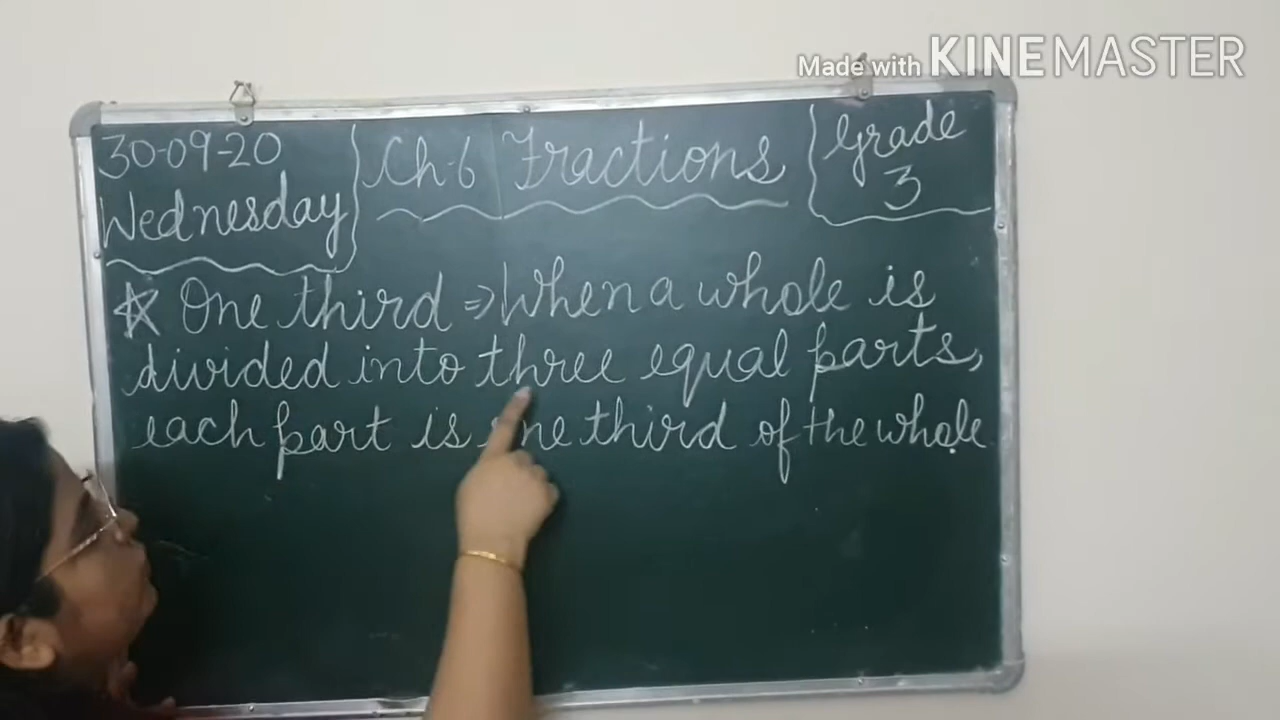 Made with KINEMASTER
30-09-20
Wednesday
Ch-6 Fractions
Grade
3
☆ One third ⇒ When a whole is
divided into three equal parts,
each part is one third of the whole.